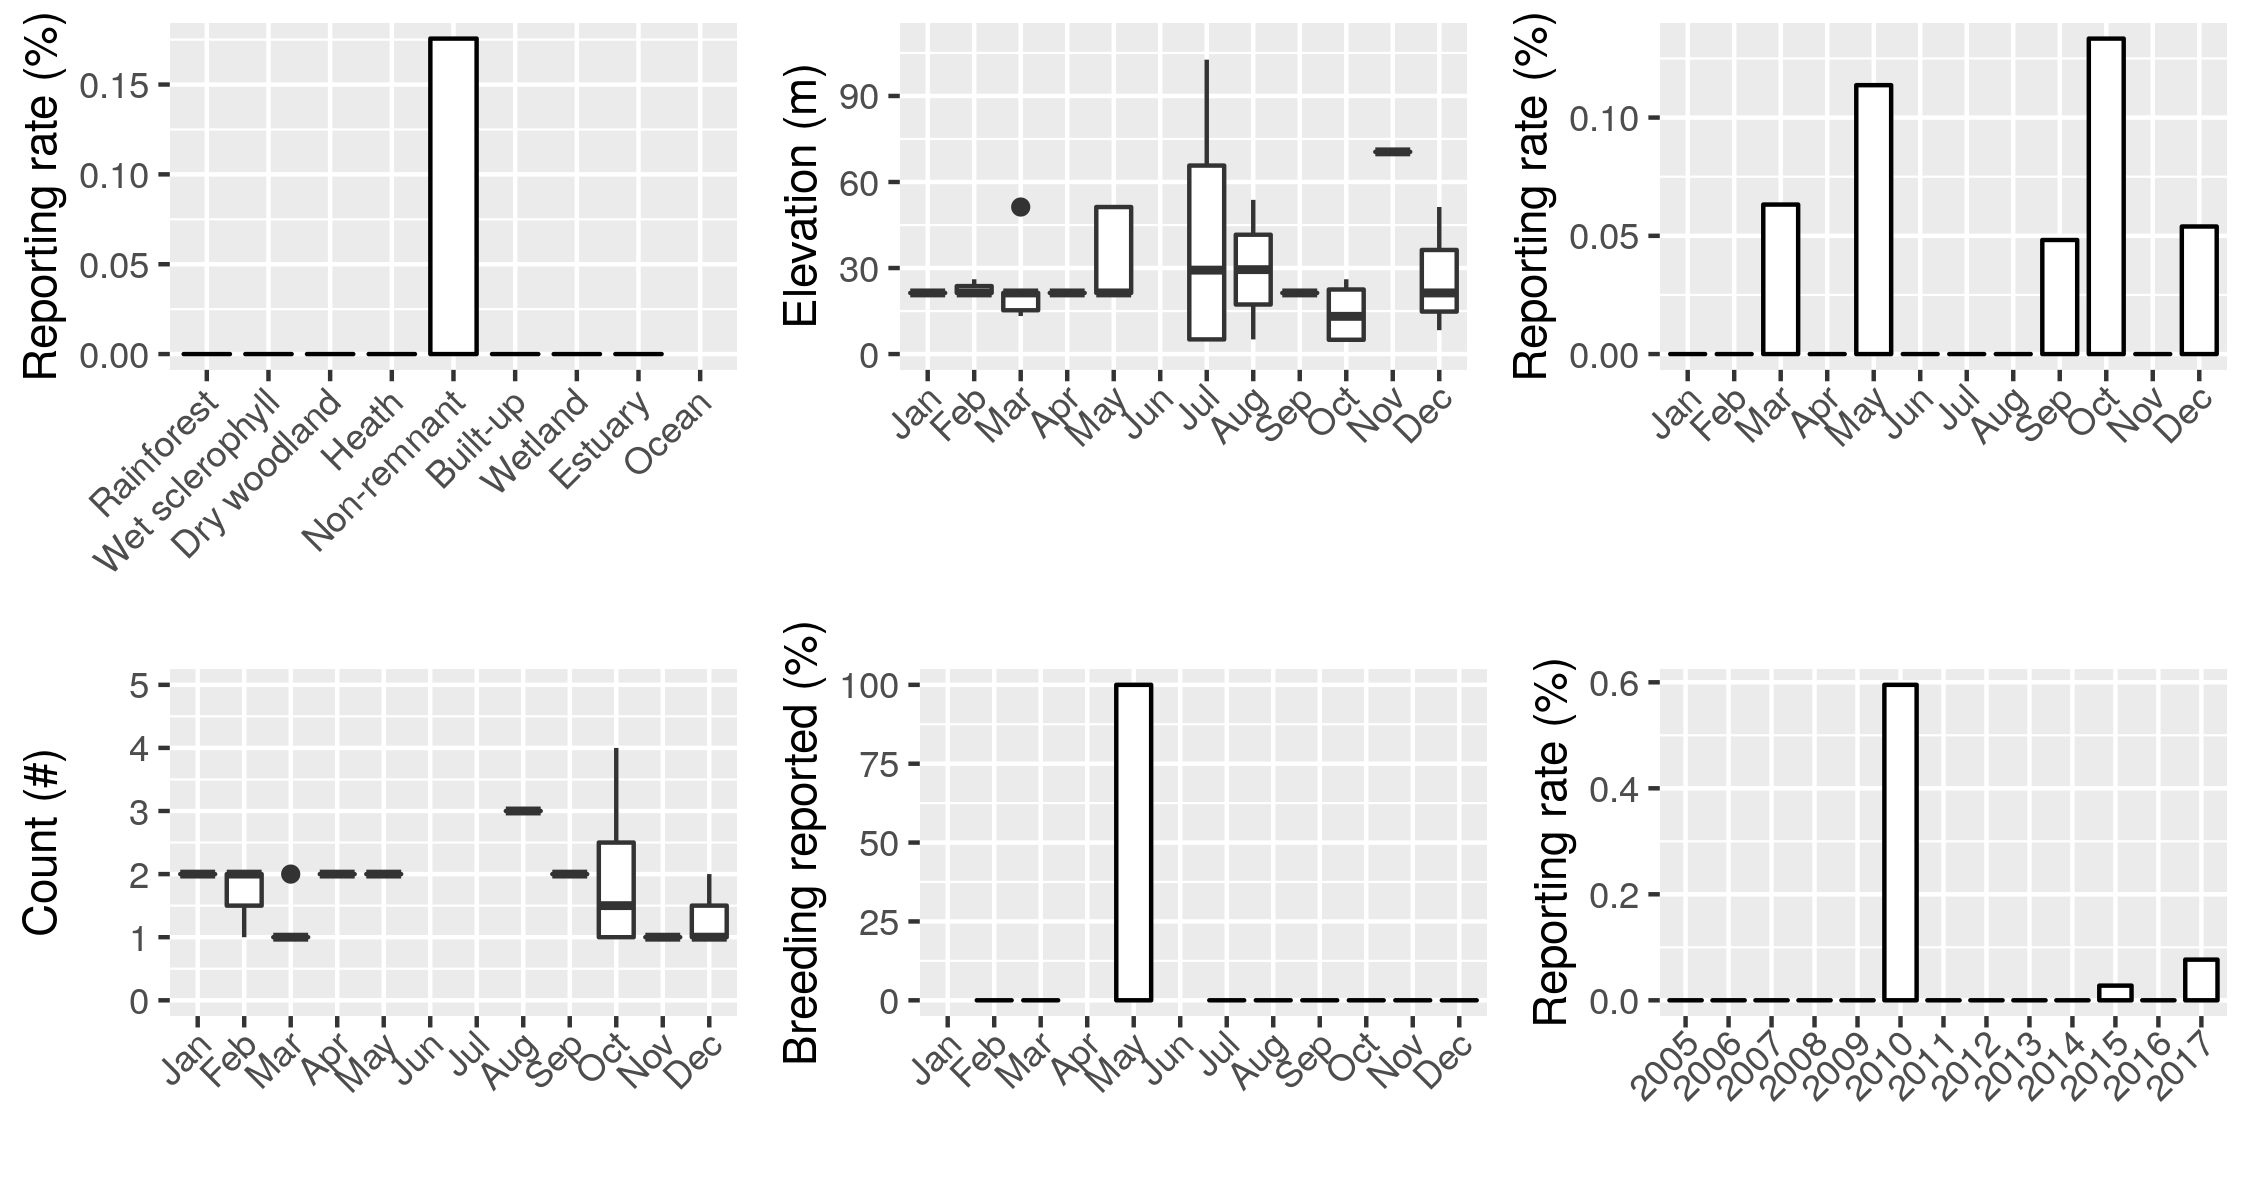 Reporting rate (%)
0.15
0.10
0.05
0.00
Rainforest
Wet sclerophyll
Dry woodland
Heath
Non-remnant
Built-up
Wetland
Estuary
Ocean
Elevation (m)
90
60
30
0
Jan
Feb
Mar
Apr
May
Jun
Jul
Aug
Sep
Oct
Nov
Dec
Reporting rate (%)
0.10
0.05
0.00
Jan
Feb
Mar
Apr
May
Jun
Jul
Aug
Sep
Oct
Nov
Dec
Count (#)
5
4
3
2
1
0
Jan
Feb
Mar
Apr
May
Jun
Jul
Aug
Sep
Oct
Nov
Dec
Breeding reported (%)
100
75
50
25
0
Jan
Feb
Mar
Apr
May
Jun
Jul
Aug
Sep
Oct
Nov
Dec
Reporting rate (%)
0.6
0.4
0.2
0.0
2005
2006
2007
2008
2009
2010
2011
2012
2013
2014
2015
2016
2017